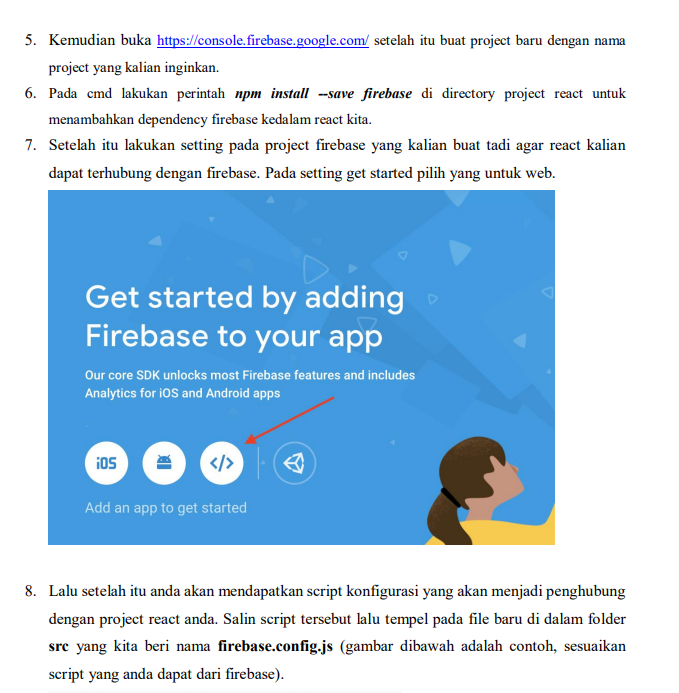 5. Kemudian buka https://console.firebase.google.com/ setelah itu buat project baru dengan nama
project yang kalian inginkan.
6. Pada cmd lakukan perintah npm install --save firebase di directory project react untuk
menambahkan dependency firebase kedalam react kita.
7. Setelah itu lakukan setting pada project firebase yang kalian buat tadi agar react kalian
dapat terhubung dengan firebase. Pada setting get started pilih yang untuk web.
Get started by adding
Firebase to your app
Our core SDK unlocks most Firebase features and includes
Analytics for iOS and Android apps
iOS </>
Add an app to get started
8. Lalu setelah itu anda akan mendapatkan script konfigurasi yang akan menjadi penghubung
dengan project react anda. Salin script tersebut lalu tempel pada file baru di dalam folder
src yang kita beri nama firebase.config.js (gambar dibawah adalah contoh, sesuaikan
script yang anda dapat dari firebase).